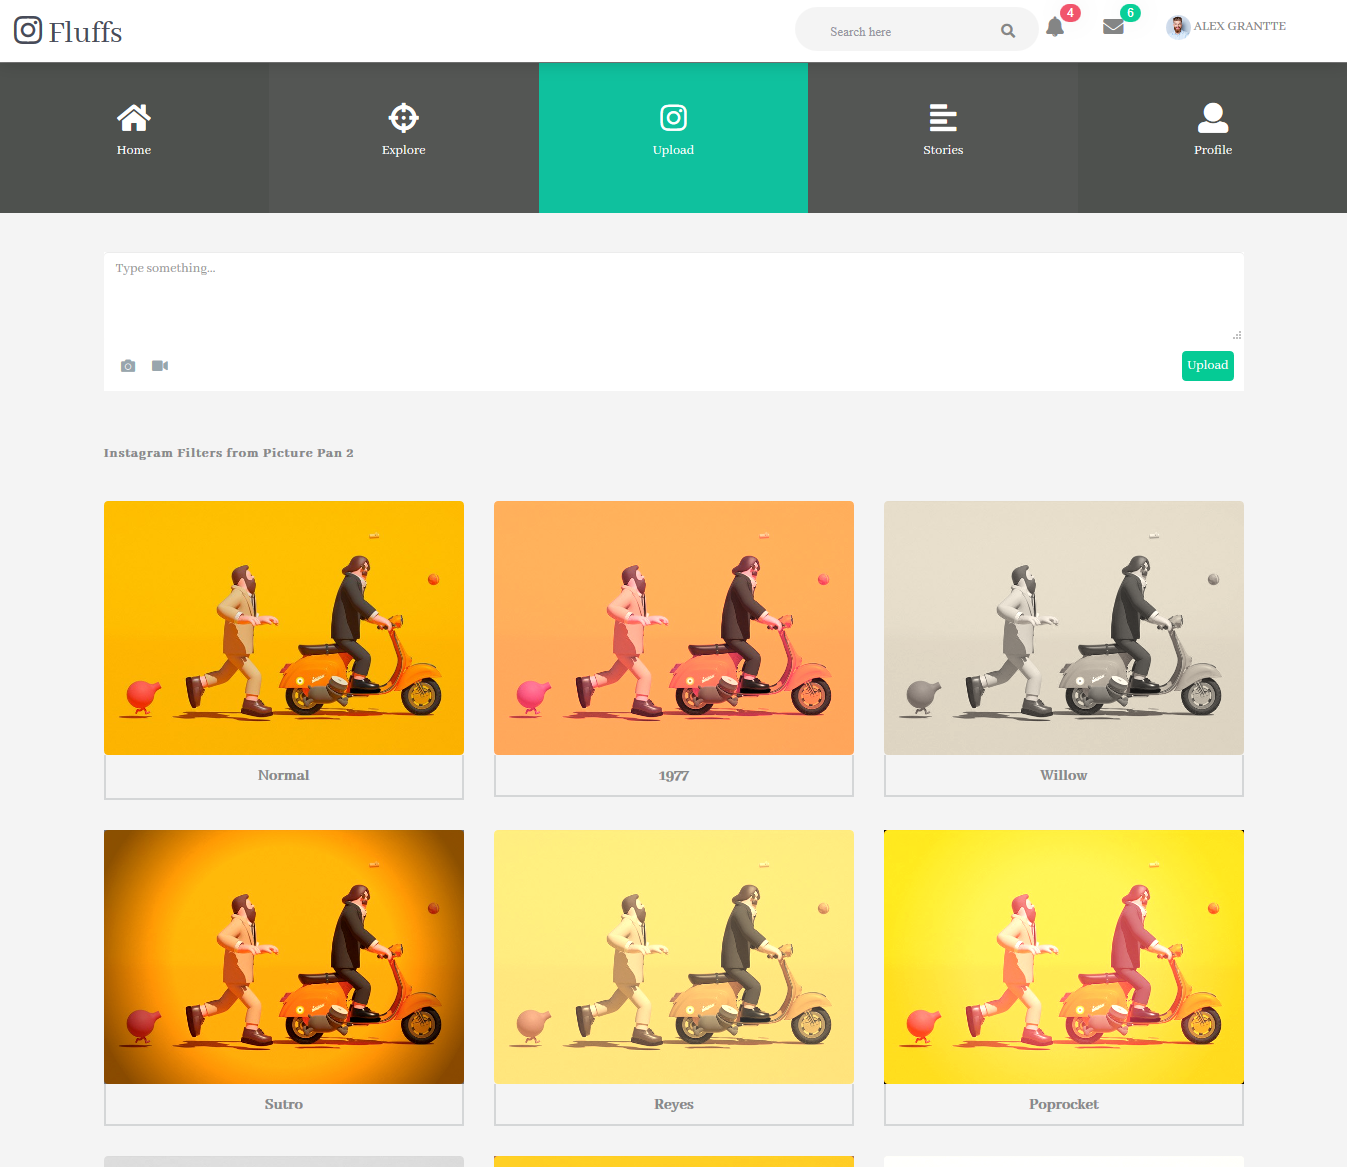 Fluffs
Search here
4
6
ALEX GRANTTE
Home
Explore
Upload
Stories
Profile
Type something...
Upload
Instagram Filters from Picture Pan 2
Normal
1977
Willow
Sutro
Reyes
Poprocket